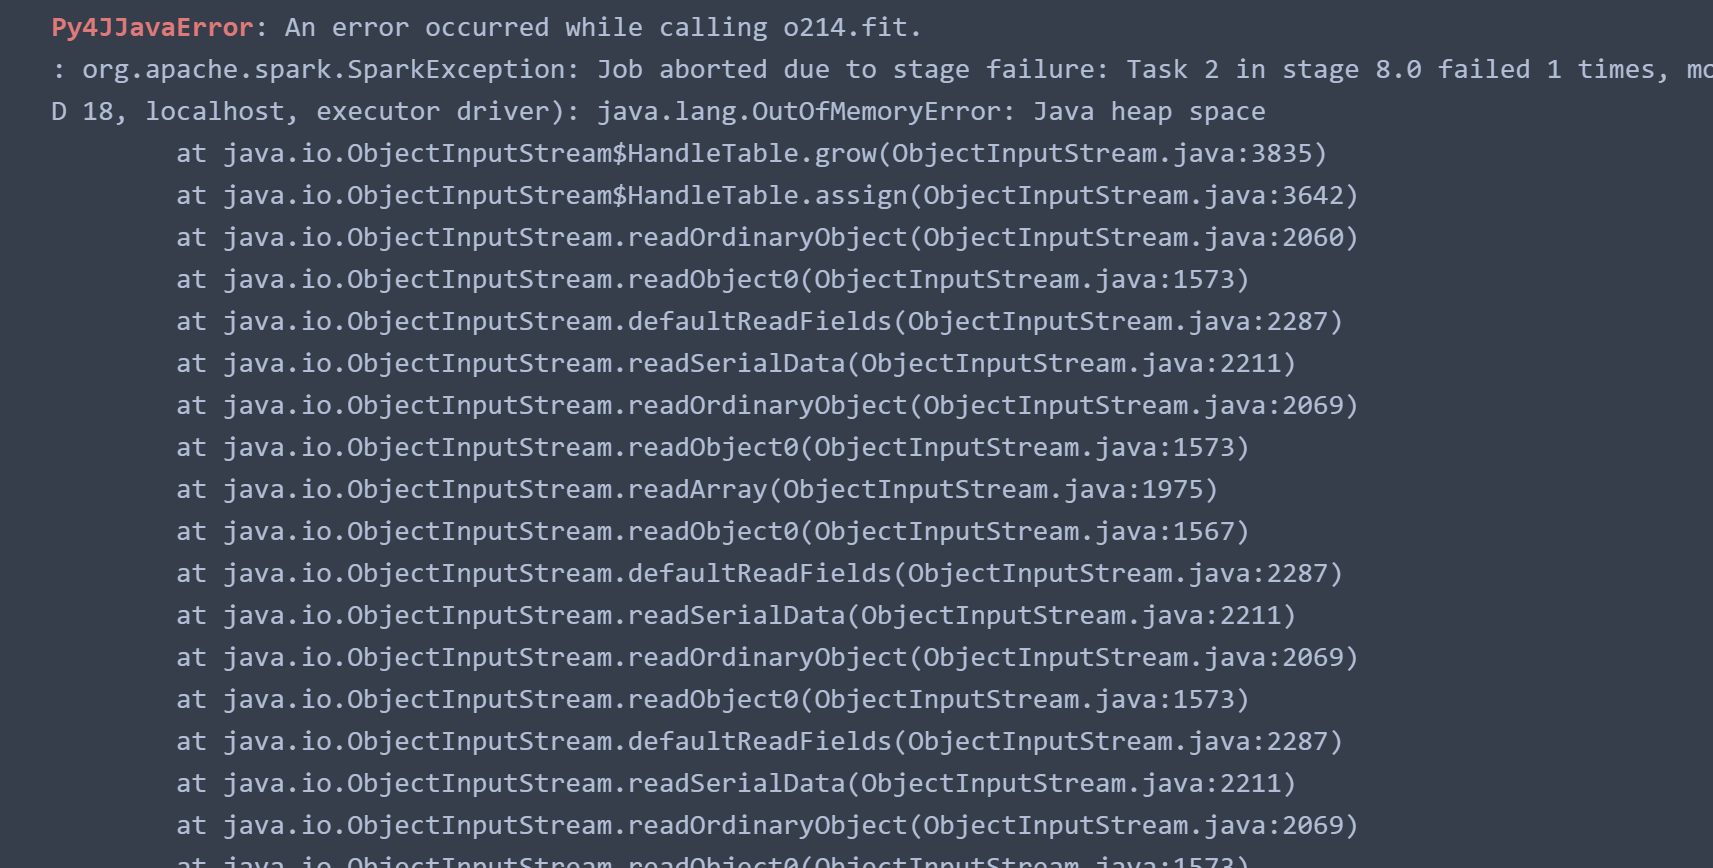 Py4JJavaError: An error occurred while calling o214.fit.
: org.apache.spark.SparkException: Job aborted due to stage failure: Task 2 in stage 8.0 failed 1 times, mo
D 18, localhost, executor driver): java.lang.OutOfMemoryError: Java heap space
at java.io.ObjectInputStream$HandleTable.grow(ObjectInputStream.java:3835)
at java.io.ObjectInputStream$HandleTable.assign(ObjectInputStream.java:3642)
at java.io.ObjectInputStream.readOrdinaryObject(ObjectInputStream.java:2060)
at java.io.ObjectInputStream.readObject0(ObjectInputStream.java:1573)
at java.io.ObjectInputStream.defaultReadFields(ObjectInputStream.java:2287)
at java.io.ObjectInputStream.readSerialData(ObjectInputStream.java:2211)
at java.io.ObjectInputStream.readOrdinaryObject(ObjectInputStream.java:2069)
at java.io.ObjectInputStream.readObject0(ObjectInputStream.java:1573)
at java.io.ObjectInputStream.readArray(ObjectInputStream.java:1975)
at java.io.ObjectInputStream.readObject0(ObjectInputStream.java:1567)
at java.io.ObjectInputStream.defaultReadFields(ObjectInputStream.java:2287)
at java.io.ObjectInputStream.readSerialData(ObjectInputStream.java:2211)
at java.io.ObjectInputStream.readOrdinaryObject(ObjectInputStream.java:2069)
at java.io.ObjectInputStream.readObject0(ObjectInputStream.java:1573)
at java.io.ObjectInputStream.defaultReadFields(ObjectInputStream.java:2287)
at java.io.ObjectInputStream.readSerialData(ObjectInputStream.java:2211)
at java.io.ObjectInputStream.readOrdinaryObject(ObjectInputStream.java:2069)
at java.io.ObjectInputStream.readObject0(ObjectInputStream.java:1573)